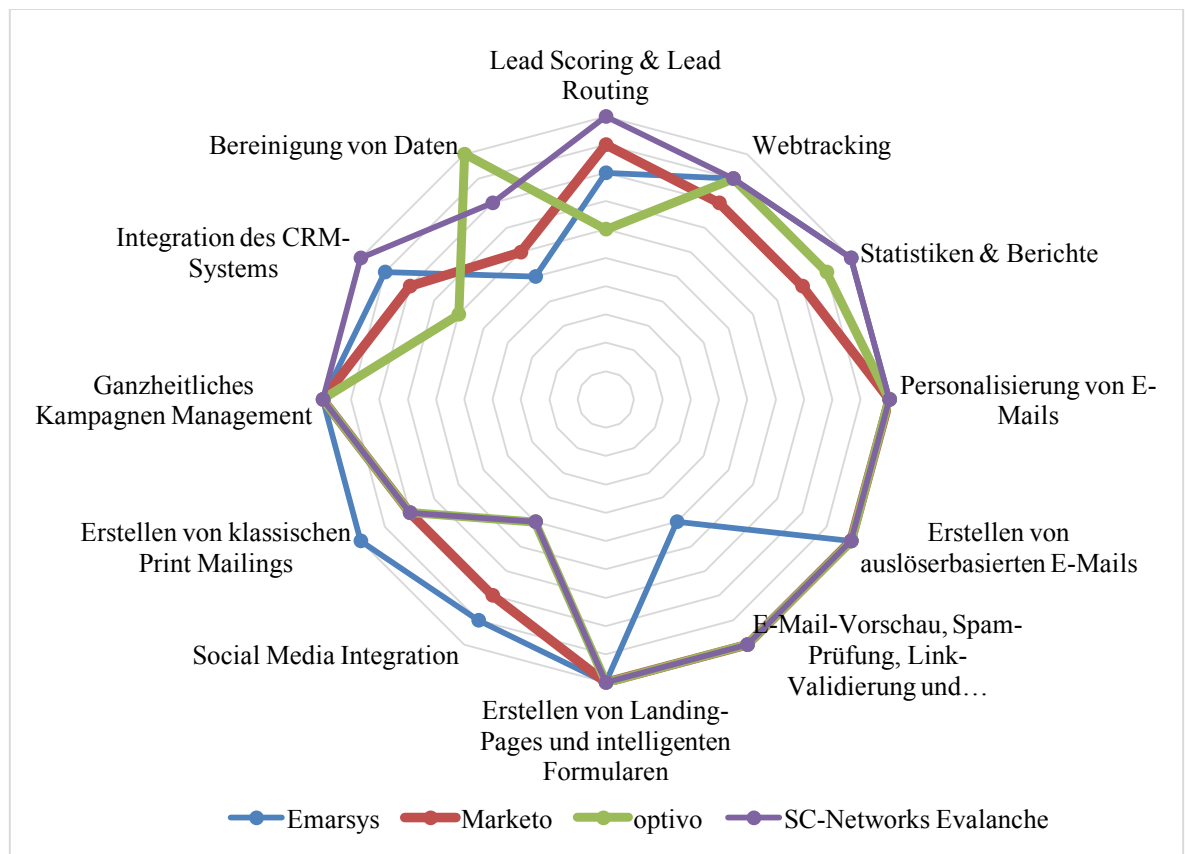 Lead Scoring & Lead
Routing
Webtracking
Statistiken & Berichte
Personalisierung von E-
Mails
Erstellen von
auslöserbasierten E-Mails
E-Mail-Vorschau, Spam-
Prüfung, Link-
Validierung und…
Erstellen von Landing-
Pages und intelligenten
Formularen
Social Media Integration
Erstellen von klassischen
Print Mailings
Ganzheitliches
Kampagnen Management
Integration des CRM-
Systems
Bereinigung von Daten
Emarsys
Marketo
optivo
SC-Networks Evalanche